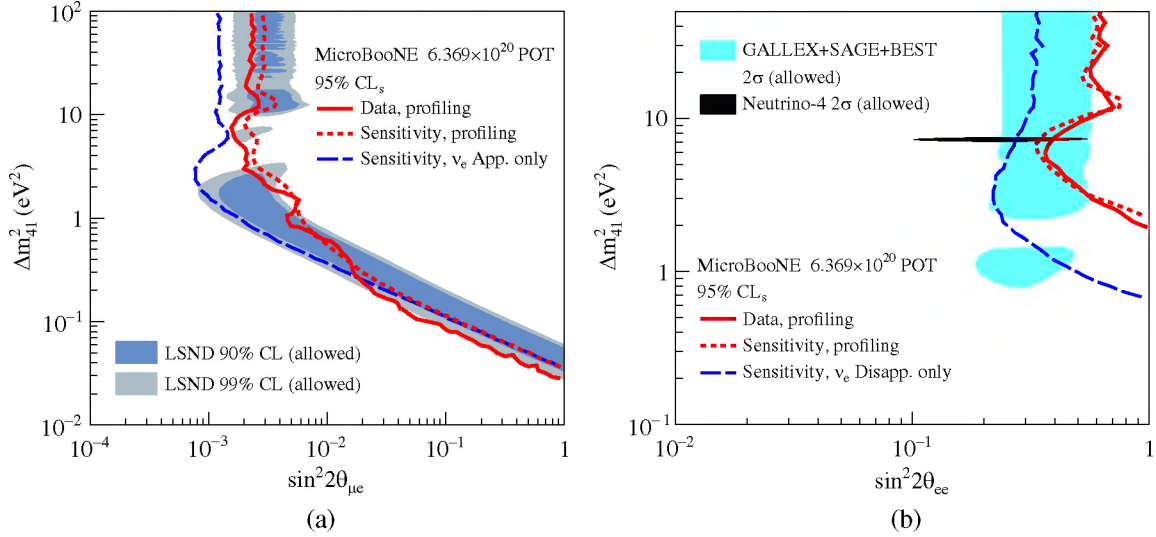 10²
10
1
10⁻¹
10⁻²
Δm²₄₁ (eV²)
MicroBooNE 6.369×10²⁰ POT
95% CLₛ
Data, profiling
Sensitivity, profiling
Sensitivity, νₑ App. only
LSND 90% CL (allowed)
LSND 99% CL (allowed)
10⁻⁴ 10⁻³ 10⁻² 10⁻¹ 1
sin²2θμₑ
(a)
10
1
10⁻¹
Δm²₄₁ (eV²)
GALLEX+SAGE+BEST
2σ (allowed)
Neutrino-4 2σ (allowed)
MicroBooNE 6.369×10²⁰ POT
95% CLₛ
Data, profiling
Sensitivity, profiling
Sensitivity, νₑ Disapp. only
10⁻² 10⁻¹ 1
sin²2θₑₑ
(b)